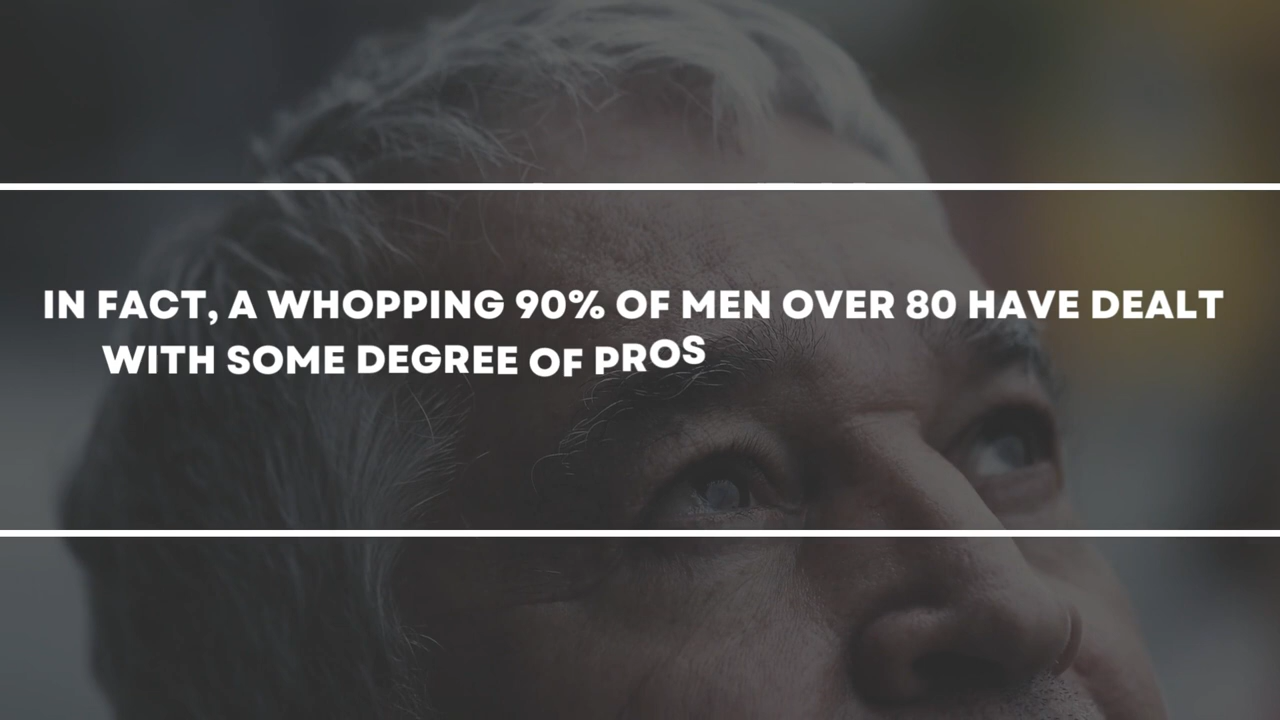 IN FACT, A WHOPPING 90% OF MEN OVER 80 HAVE DEALT
WITH SOME DEGREE OF PROS